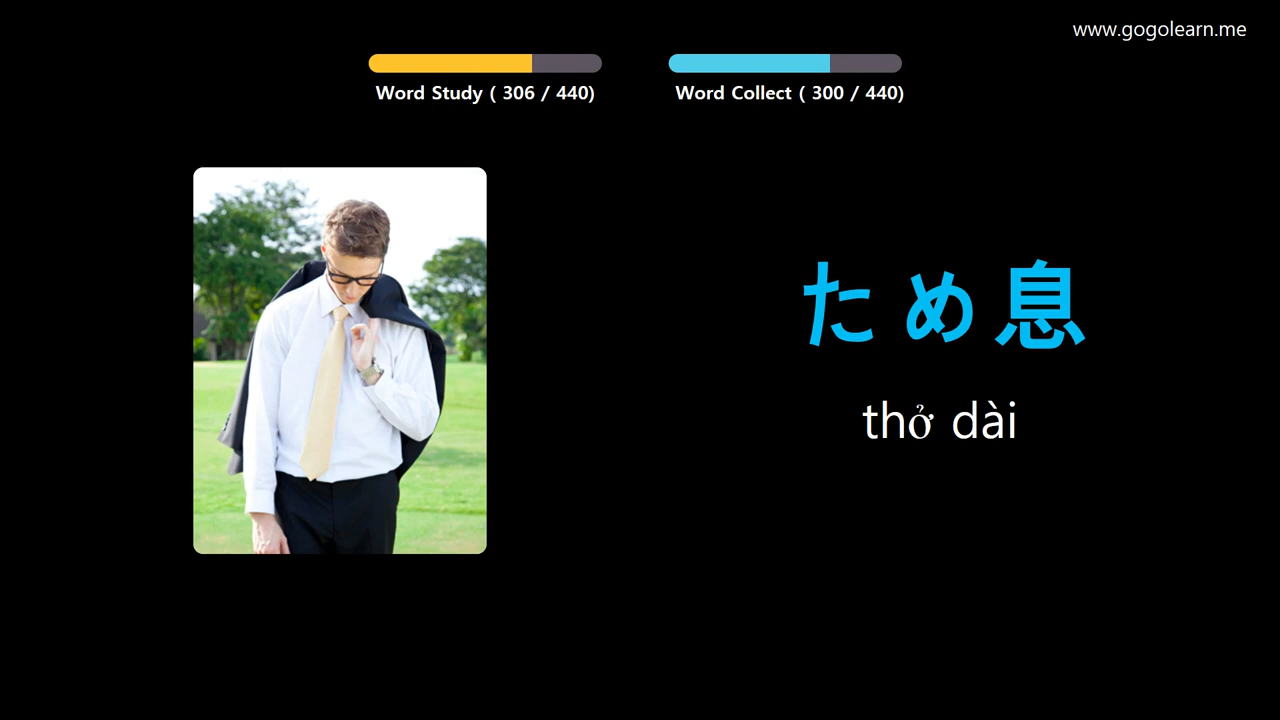 www.gogolearn.me
Word Study ( 306 / 440)
Word Collect ( 300 / 440)
ため息
thở dài